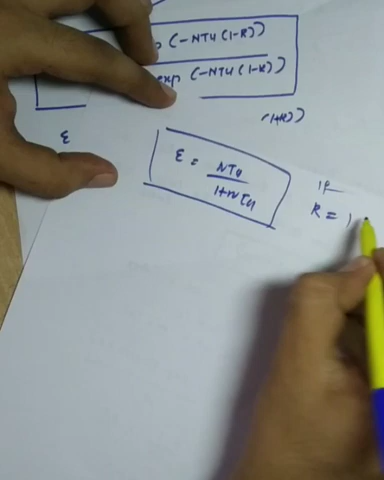 (-NTU (1-R))
exp (-NTU (1-R))
(1+R))
ε
ε = NTU
1+NTU
IF
R = 1